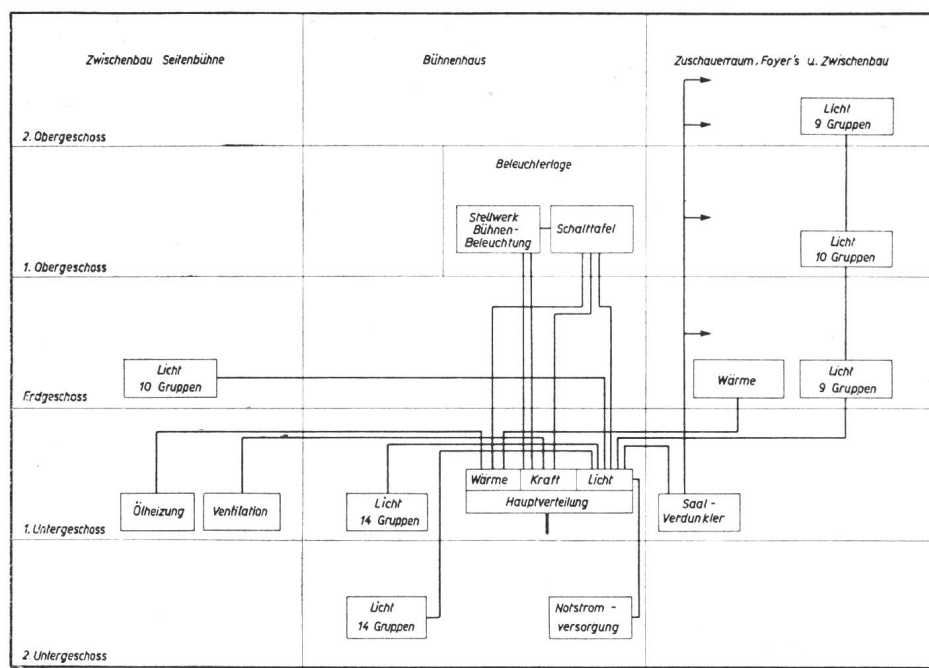 Zwischenbau Seitenbühne
Bühnenhaus
Zuschauerraum, Foyer's u. Zwischenbau
Licht
9 Gruppen
2. Obergeschoss
Beleuchterloge
Stellwerk
Bühnen-
Beleuchtung
Schalttafel
Licht
10 Gruppen
1. Obergeschoss
Licht
10 Gruppen
Wärme
Licht
9 Gruppen
Erdgeschoss
Ölheizung
Ventilation
Licht
14 Gruppen
Wärme
Kraft
Licht
Hauptverteilung
Saal-
Verdunkler
1. Untergeschoss
Licht
14 Gruppen
Notstrom-
versorgung
2 Untergeschoss